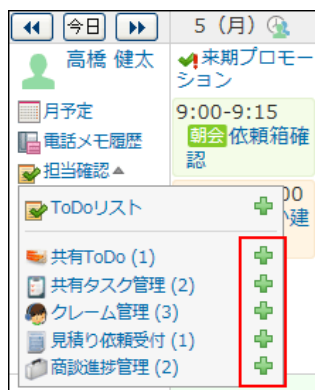 今日
5 (月)
高橋 健太
来期プロモー
ション
月予定
9:00-9:15
電話メモ履歴
朝会 依頼箱確
認
担当確認▲
00
ToDoリスト
建
共有ToDo (1)
共有タスク管理 (2)
クレーム管理 (3)
見積り依頼受付 (1)
商談進捗管理 (2)